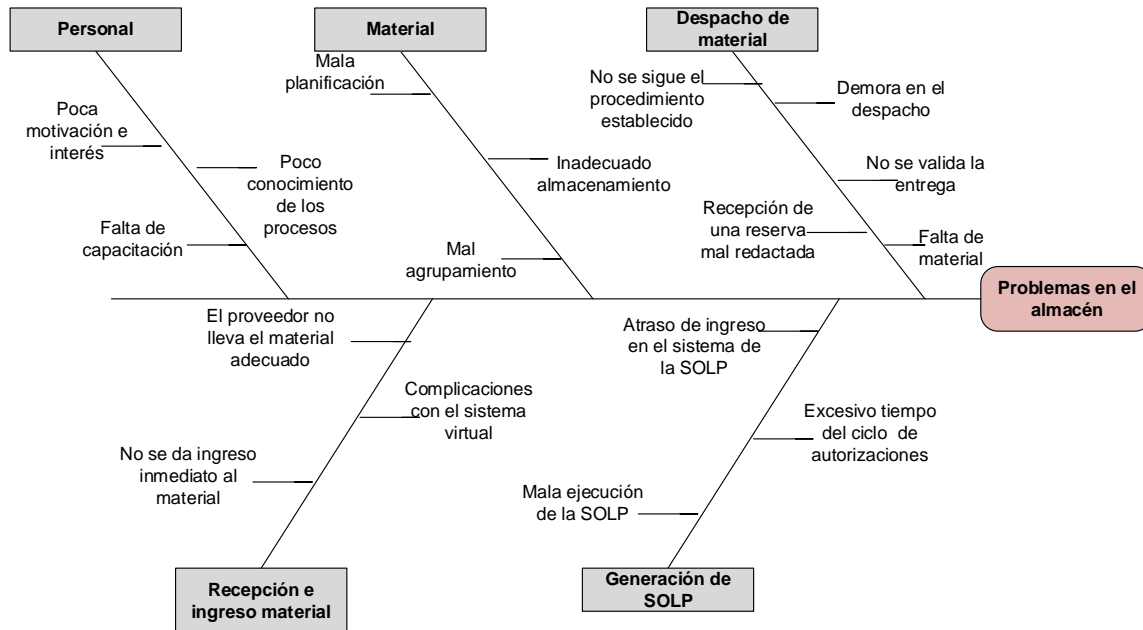 Personal
Material
Despacho de
material
Mala
planificación
No se sigue el
procedimiento
establecido
Demora en el
despacho
Poca
motivación e
interés
Poco
conocimiento
de los
procesos
Inadecuado
almacenamiento
No se valida la
entrega
Falta de
capacitación
Mal
agrupamiento
Recepción de
una reserva
mal redactada
Falta de
material
Problemas en el
almacén
El proveedor no
lleva el material
adecuado
Atraso de ingreso
en el sistema de
la SOLP
Complicaciones
con el sistema
virtual
Excesivo tiempo
del ciclo de
autorizaciones
No se da ingreso
inmediato al
material
Mala ejecución
de la SOLP
Recepción e
ingreso material
Generación de
SOLP